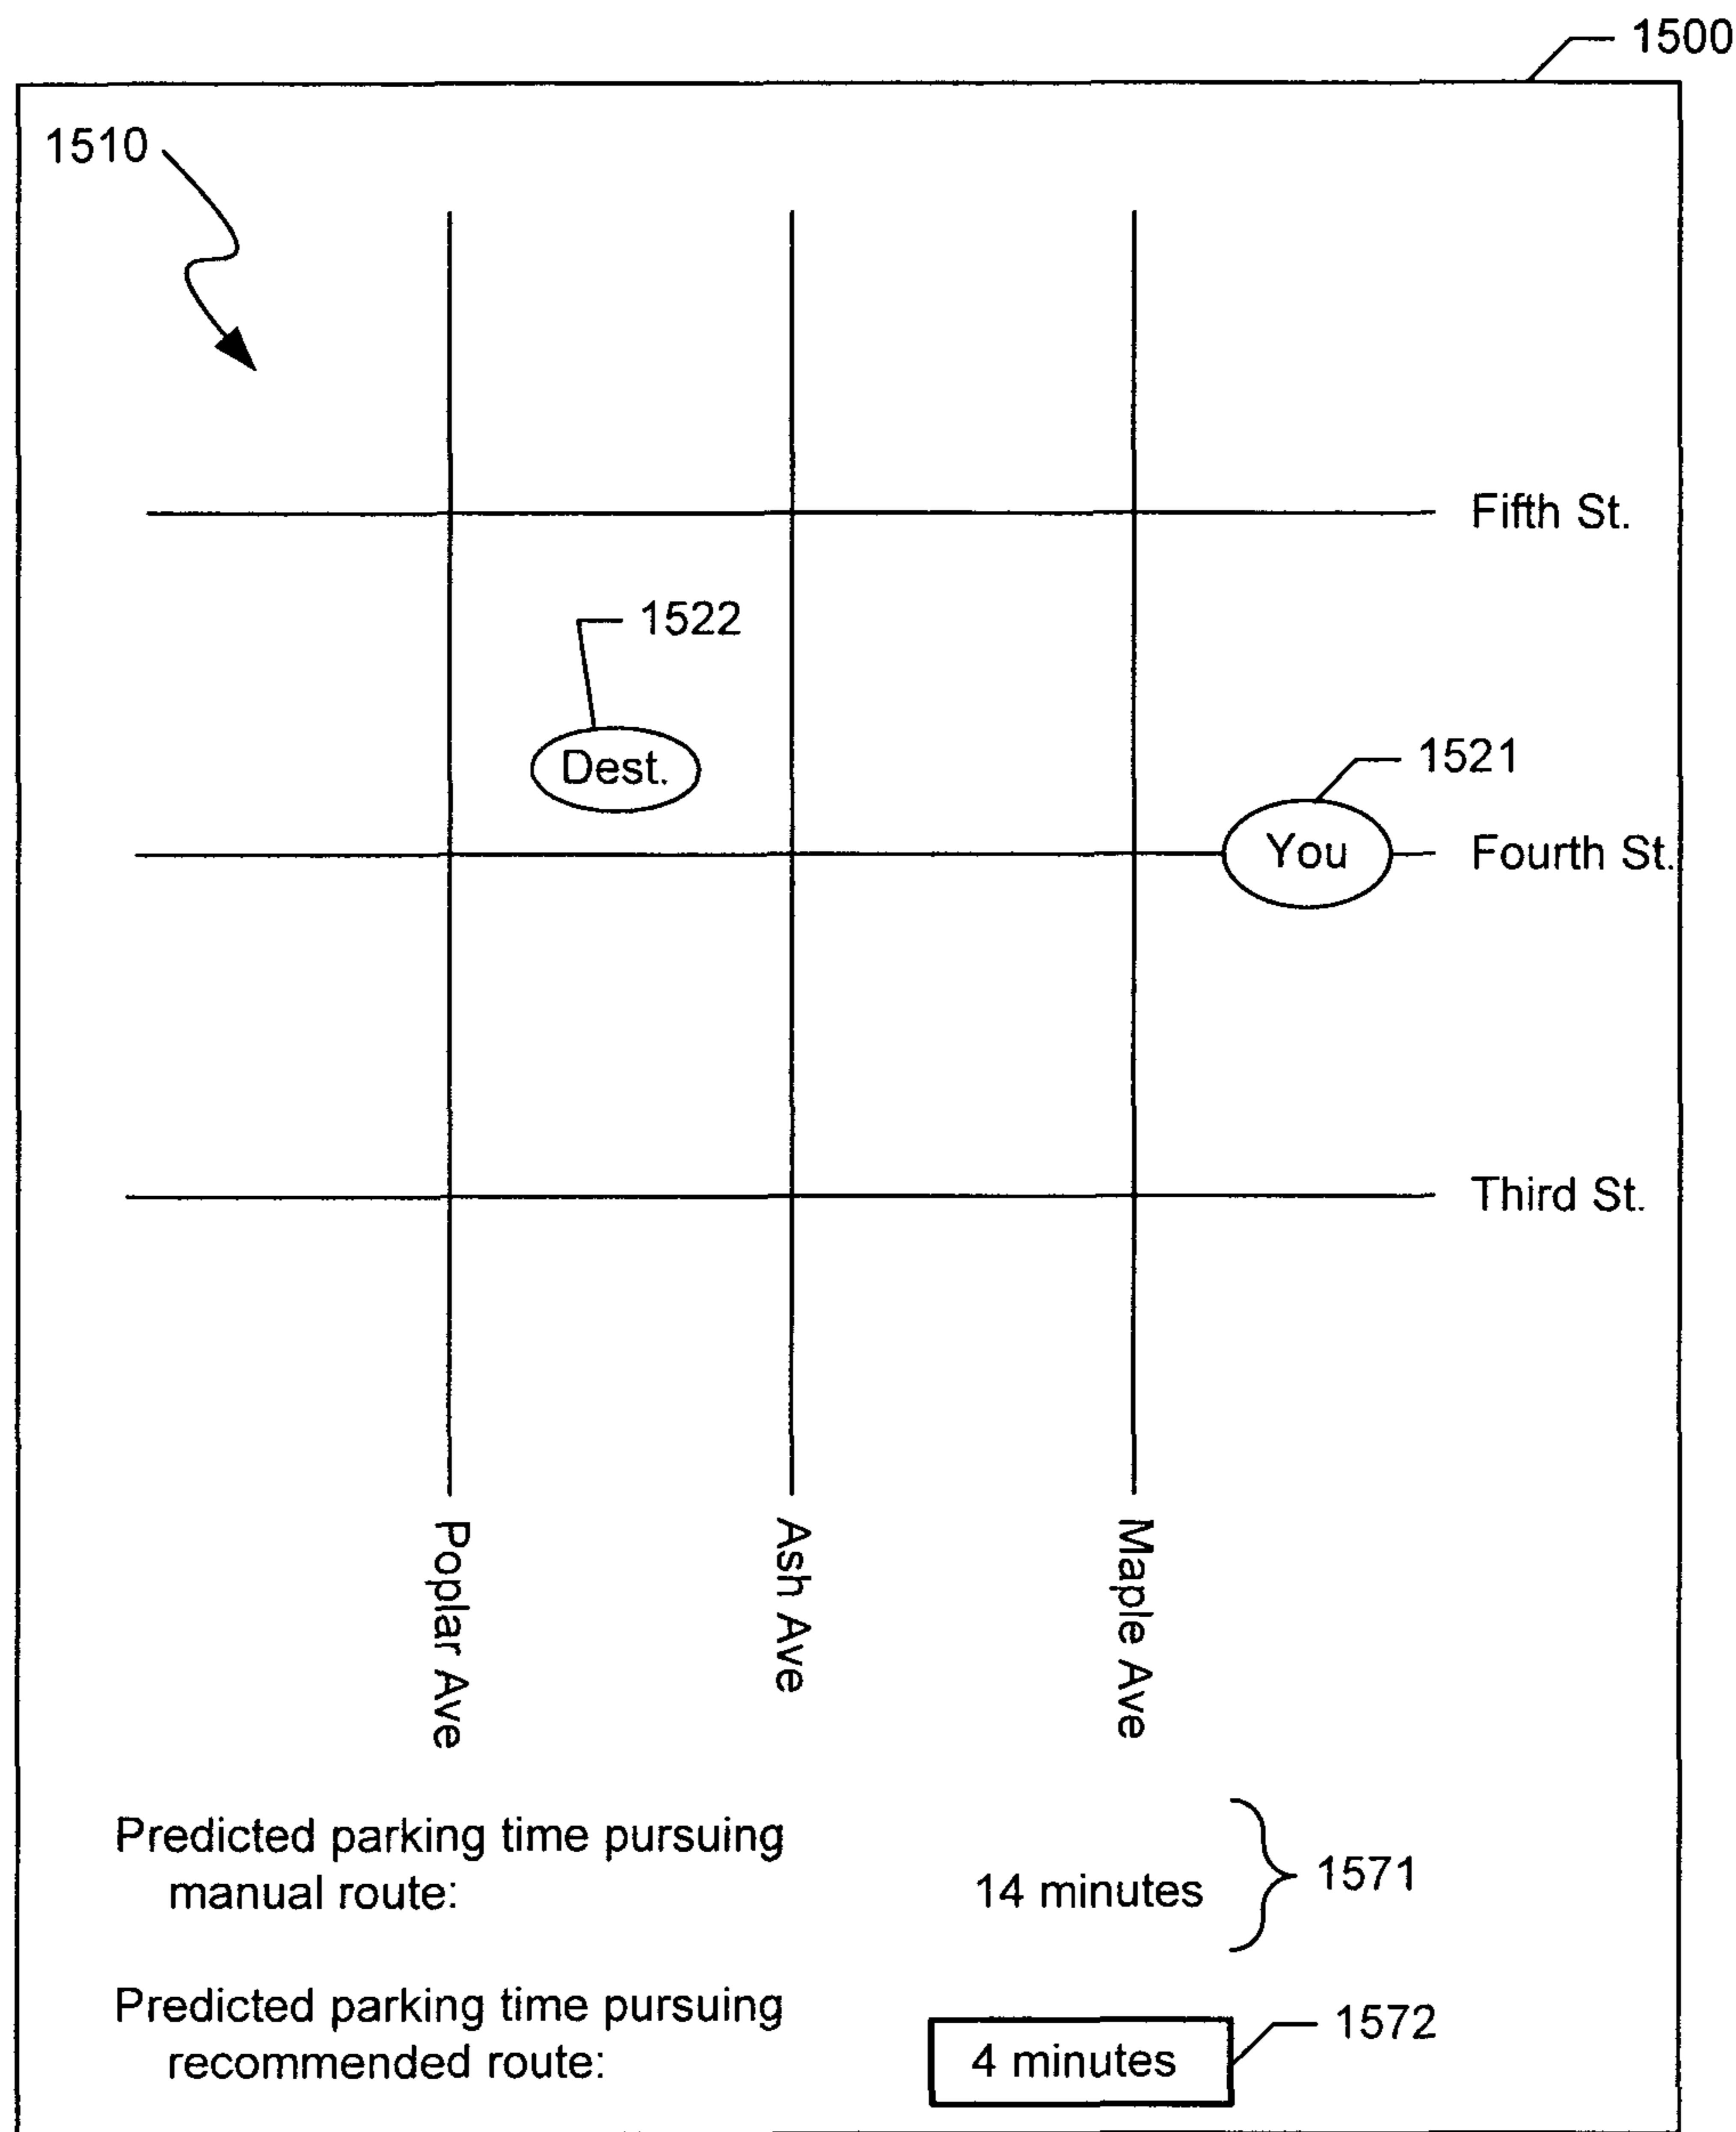 1500
1510
Fifth St.
1522
Dest.
1521
You
Fourth St.
Third St.
Poplar Ave
Ash Ave
Maple Ave
Predicted parking time pursuing
manual route:
14 minutes
1571
Predicted parking time pursuing
recommended route:
4 minutes
1572